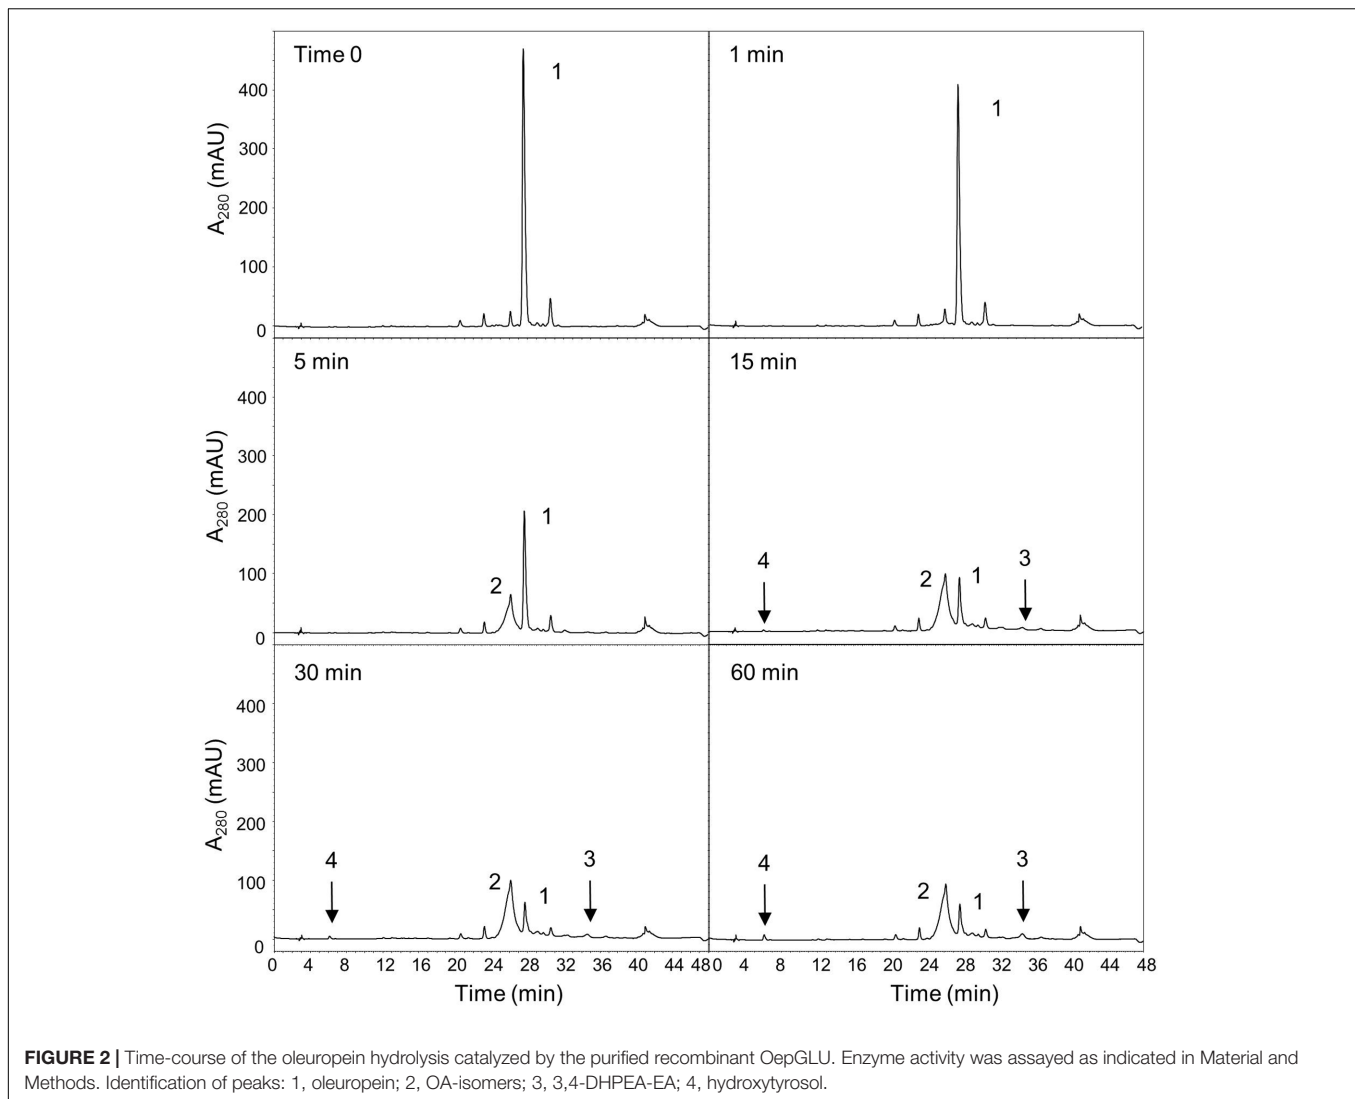 Time 0
1
400
300
200
100
0
A280 (mAU)
1 min
1
5 min
2
1
400
300
200
100
0
A280 (mAU)
15 min
4
2
1
3
30 min
4
2
1
3
400
300
200
100
0
A280 (mAU)
60 min
4
2
1
3
0 4 8 12 16 20 24 28 32 36 40 44 48
Time (min)
0 4 8 12 16 20 24 28 32 36 40 44 48
Time (min)
FIGURE 2 | Time-course of the oleuropein hydrolysis catalyzed by the purified recombinant OepGLU. Enzyme activity was assayed as indicated in Material and
Methods. Identification of peaks: 1, oleuropein; 2, OA-isomers; 3, 3,4-DHPEA-EA; 4, hydroxytyrosol.